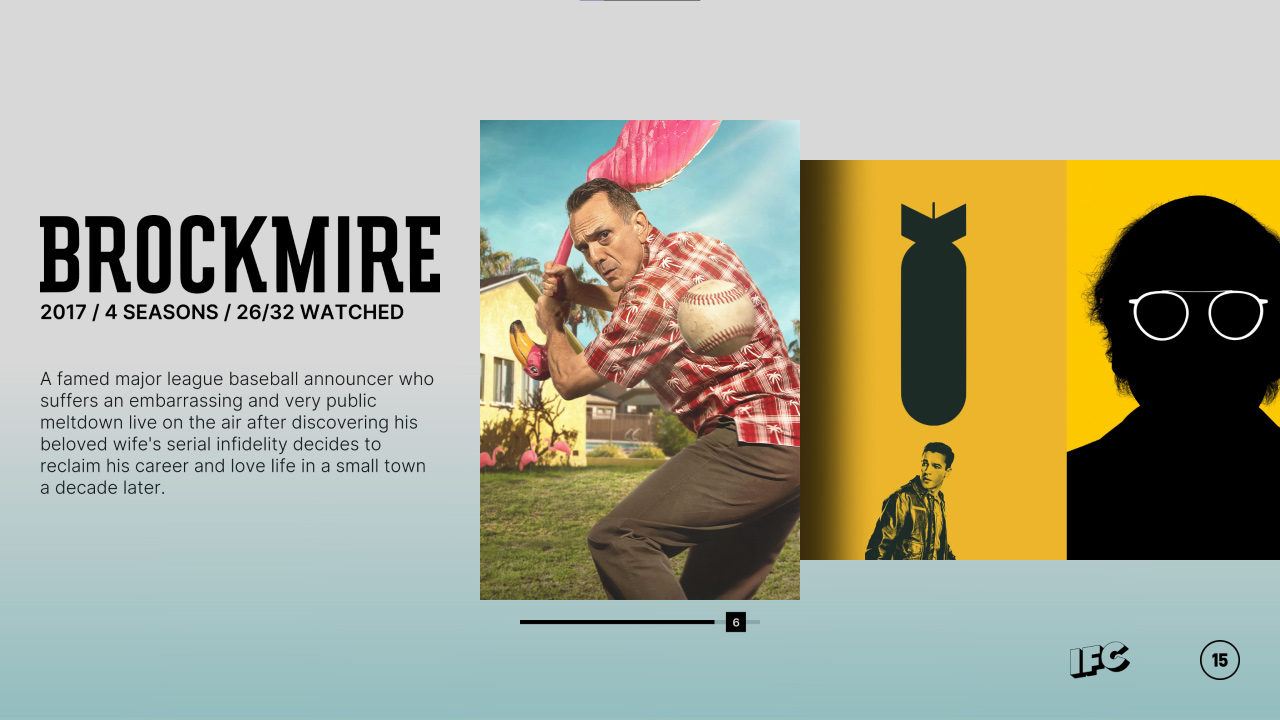 BROCKMIRE
2017 / 4 SEASONS / 26/32 WATCHED
A famed major league baseball announcer who
suffers an embarrassing and very public
meltdown live on the air after discovering his
beloved wife's serial infidelity decides to
reclaim his career and love life in a small town
a decade later.
6
IFC
15